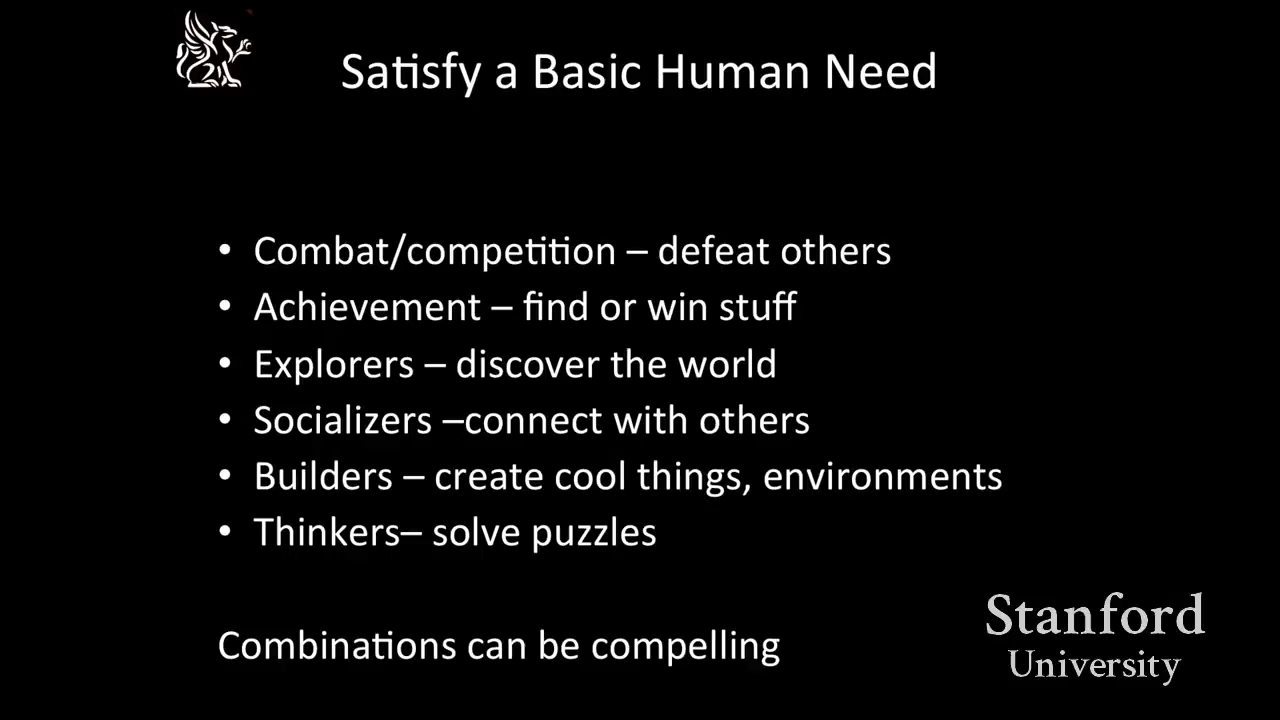 Satisfy a Basic Human Need
• Combat/competition – defeat others
• Achievement – find or win stuff
• Explorers – discover the world
• Socializers –connect with others
• Builders – create cool things, environments
• Thinkers– solve puzzles
Combinations can be compelling
Stanford
University